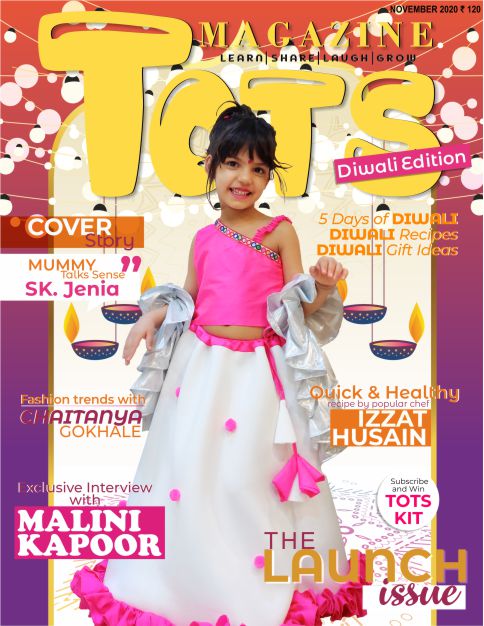 NOVEMBER 2020 ₹ 120
MAGAZINE
LEARN|SHARE|LAUGH|GROW
TOTS
Diwali Edition
COVER
Story
MUMMY
Talks Sense
SK. Jenia
5 Days of DIWALI
DIWALI Recipes
DIWALI Gift Ideas
Fashion trends with
CHAITANYA
GOKHALE
Quick & Healthy
recipe by popular chef
IZZAT
HUSAIN
Exclusive Interview
with
MALINI
KAPOOR
Subscribe
and Win
TOTS
KIT
THE
LAUNCH
issue